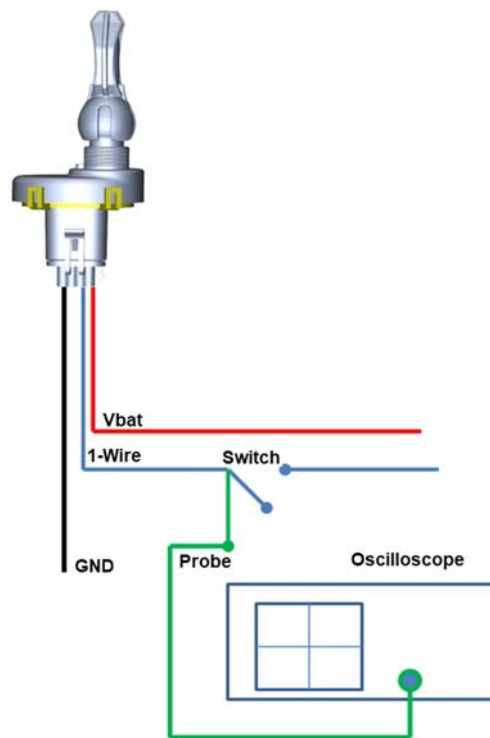 Vbat
1-Wire
Switch
GND
Probe
Oscilloscope